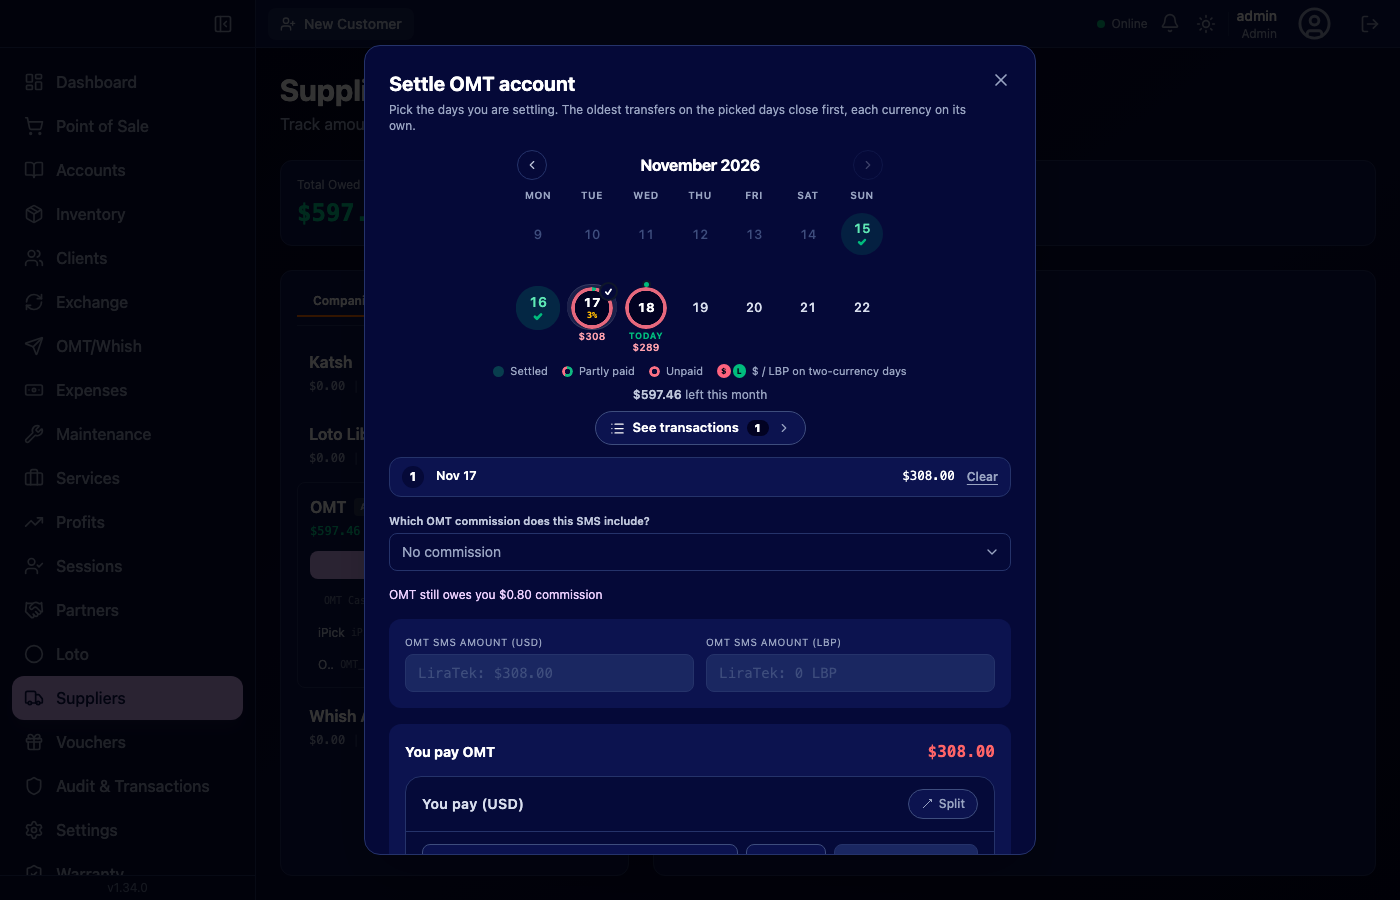 New Customer
Online
admin
Admin
Dashboard
Point of Sale
Accounts
Inventory
Clients
Exchange
OMT/Whish
Expenses
Maintenance
Services
Profits
Sessions
Partners
Loto
Suppliers
Vouchers
Audit & Transactions
Settings
Warranty
v1.34.0
Track
Total Owed
$597.
Katsh
$0.00
$0.00
OMT
$597.46
iPick
O..
$0.00
Settle OMT account
Pick the days you are settling. The oldest transfers on the picked days close first, each currency on its
own.
November 2026
MON TUE WED THU FRI SAT SUN
9 10 11 12 13 14 15
16 17 18 19 20 21 22
3%
$308
TODAY
$289
Settled Partly paid Unpaid $ L $ / LBP on two-currency days
$597.46 left this month
See transactions 1
1 Nov 17 $308.00 Clear
Which OMT commission does this SMS include?
No commission
OMT still owes you $0.80 commission
OMT SMS AMOUNT (USD) OMT SMS AMOUNT (LBP)
LiraTek: $308.00 LiraTek: 0 LBP
You pay OMT $308.00
You pay (USD) Split